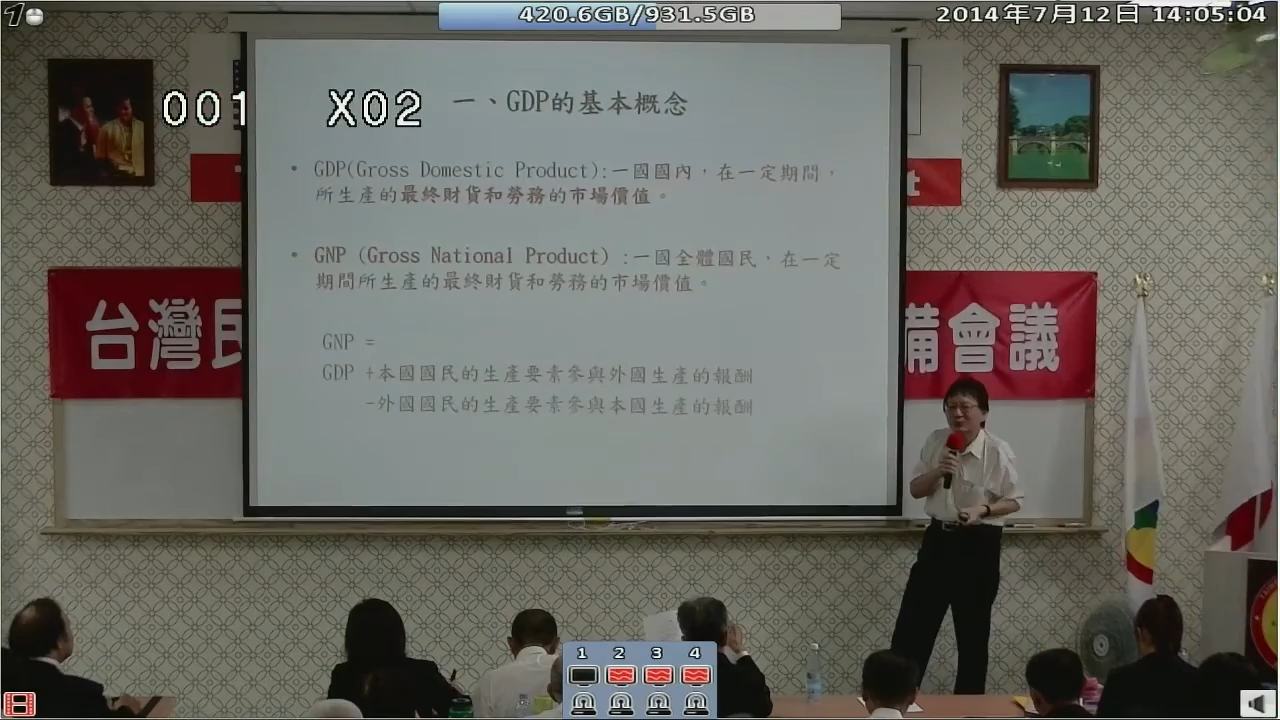 1
420.6GB/931.5GB
2014年7月12日 14:05:04
001 X02
一、GDP的基本概念
• GDP(Gross Domestic Product):一國國內，在一定期間，
所生產的最終財貨和勞務的市場價值。
• GNP (Gross National Product) :一國全體國民，在一定
期間所生產的最終財貨和勞務的市場價值。
GNP =
GDP +本國國民的生產要素參與外國生產的報酬
-外國國民的生產要素參與本國生產的報酬
t
台灣民
備會議
1 2 3 4